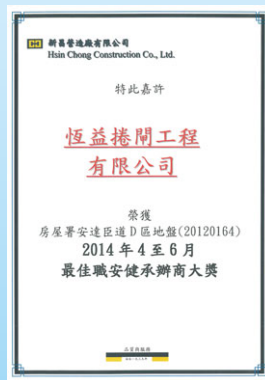 新昌營造廠有限公司
Hsin Chong Construction Co., Ltd.
特此嘉許
恆益捲閘工程
有限公司
榮獲
房屋署安達臣道D區地盤(20120164)
2014年4至6月
最佳職安健承辦商大獎